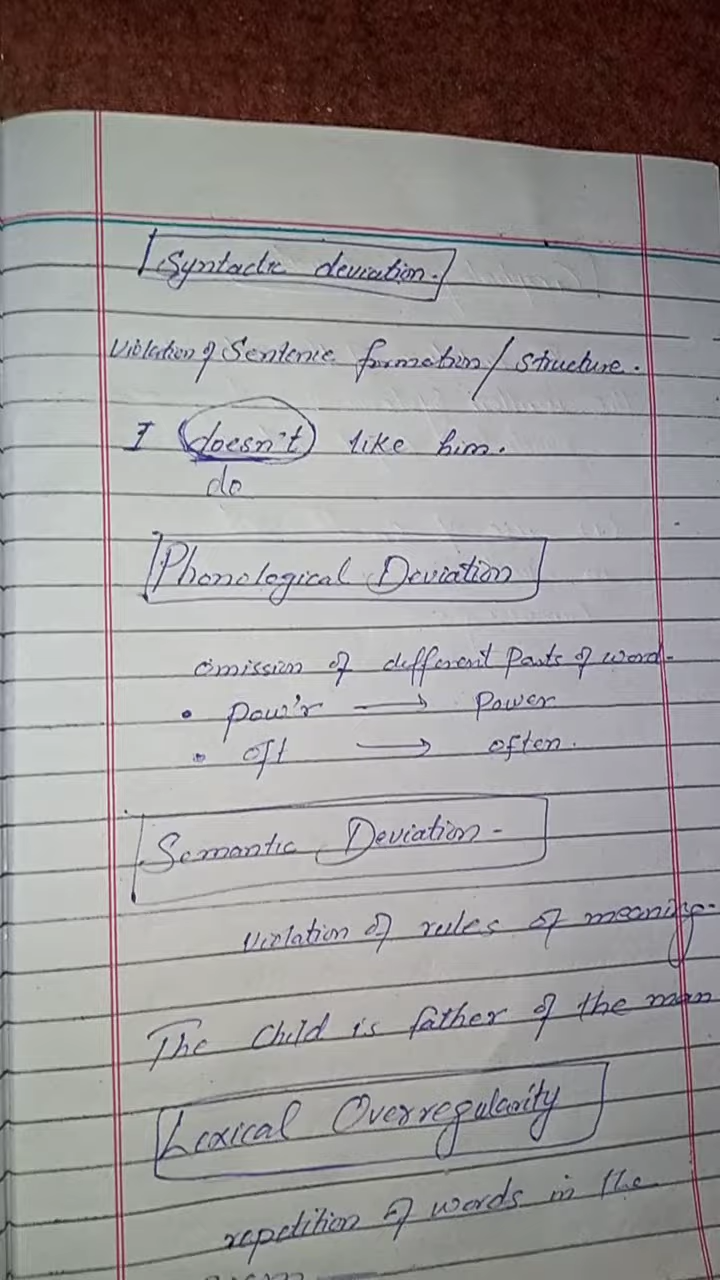 Syntactic deviation.
Violation of Sentence formation/structure.
I doesn't like him.
do
Phonological Deviation
omission of different parts of word.
• pow'r → power
• oft → often.
Semantic Deviation -
violation of rules of meaning.
The child is father of the man
Lexical Overregularity
repetition of words in the